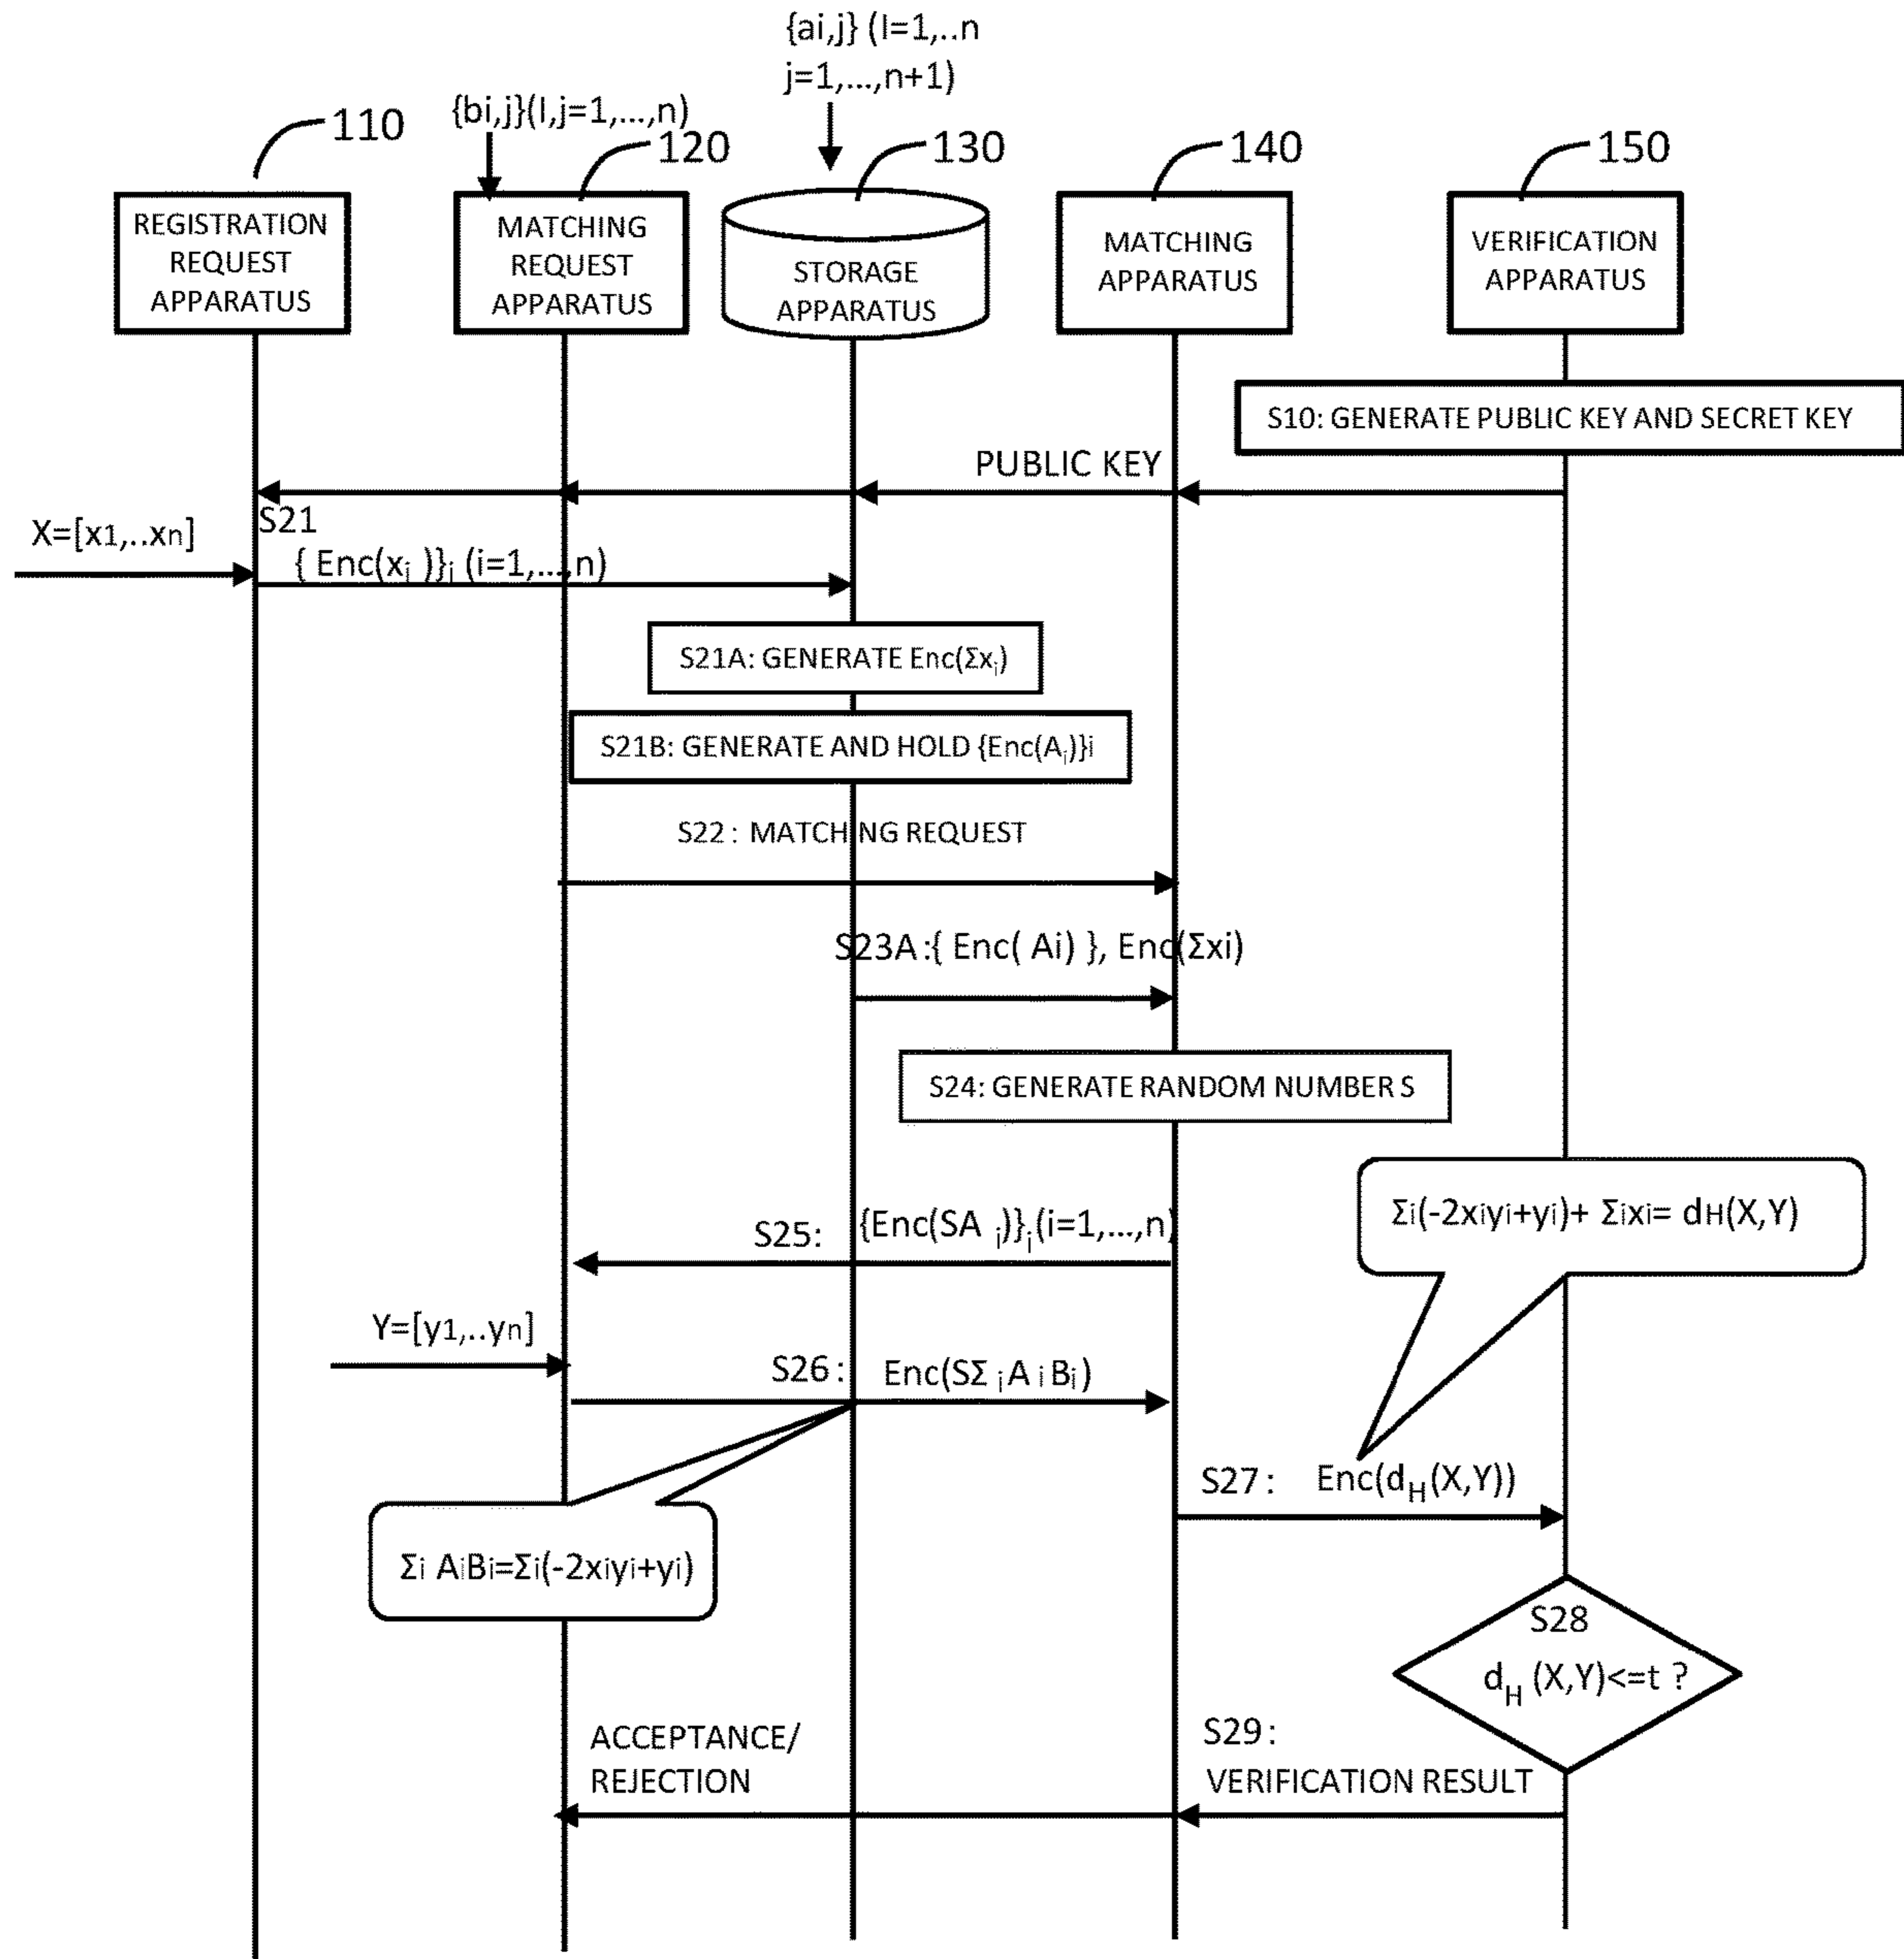 {ai,j} (I=1,..n
j=1,...,n+1)
{bi,j}(I,j=1,...,n)
110
120
130
140
150
REGISTRATION
REQUEST
APPARATUS
MATCHING
REQUEST
APPARATUS
STORAGE
APPARATUS
MATCHING
APPARATUS
VERIFICATION
APPARATUS
S10: GENERATE PUBLIC KEY AND SECRET KEY
PUBLIC KEY
S21
X=[x1,..xn]
{ Enc(xi )}i (i=1,...,n)
S21A: GENERATE Enc(Σxi)
S21B: GENERATE AND HOLD {Enc(Ai)}i
S22 : MATCHING REQUEST
S23A :{ Enc( Ai) }, Enc(Σxi)
S24: GENERATE RANDOM NUMBER S
Σi(-2xiyi+yi)+ Σixi= dH(X,Y)
S25: {Enc(SA i)}i(i=1,...,n)
Y=[y1,..yn]
S26 : Enc(SΣ i A i Bi)
S27 : Enc(dH(X,Y))
Σi AiBi=Σi(-2xiyi+yi)
S28
dH (X,Y)<=t ?
ACCEPTANCE/
REJECTION
S29 :
VERIFICATION RESULT